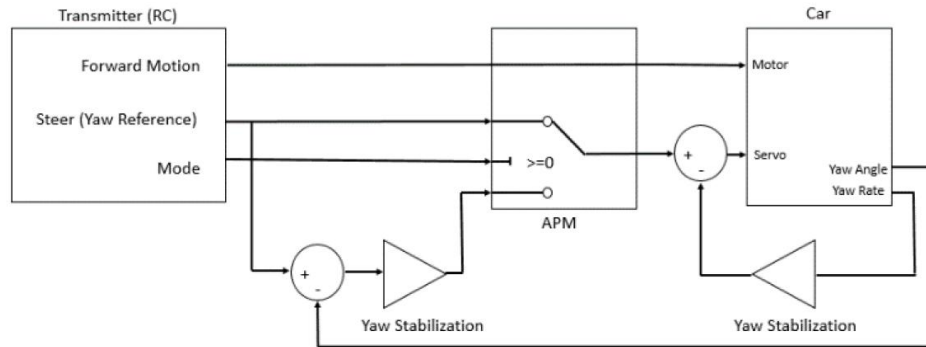 Transmitter (RC)
Car
Forward Motion
Motor
Steer (Yaw Reference)
Mode
>=0
+
-
Servo
Yaw Angle
Yaw Rate
APM
+
-
Yaw Stabilization
Yaw Stabilization